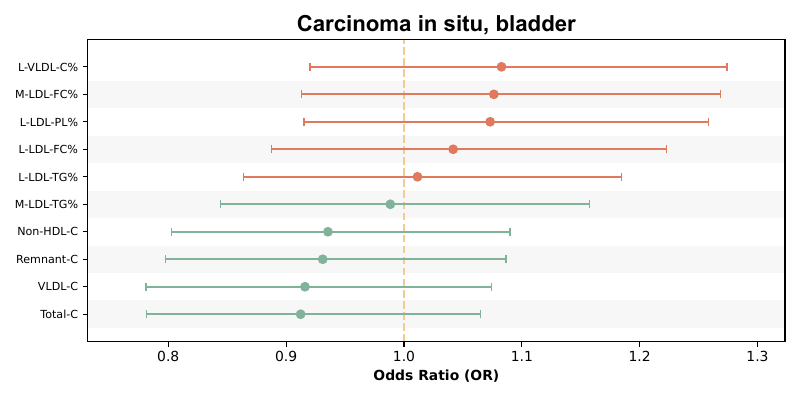 Carcinoma in situ, bladder
L-VLDL-C%
M-LDL-FC%
L-LDL-PL%
L-LDL-FC%
L-LDL-TG%
M-LDL-TG%
Non-HDL-C
Remnant-C
VLDL-C
Total-C
0.8 0.9 1.0 1.1 1.2 1.3
Odds Ratio (OR)